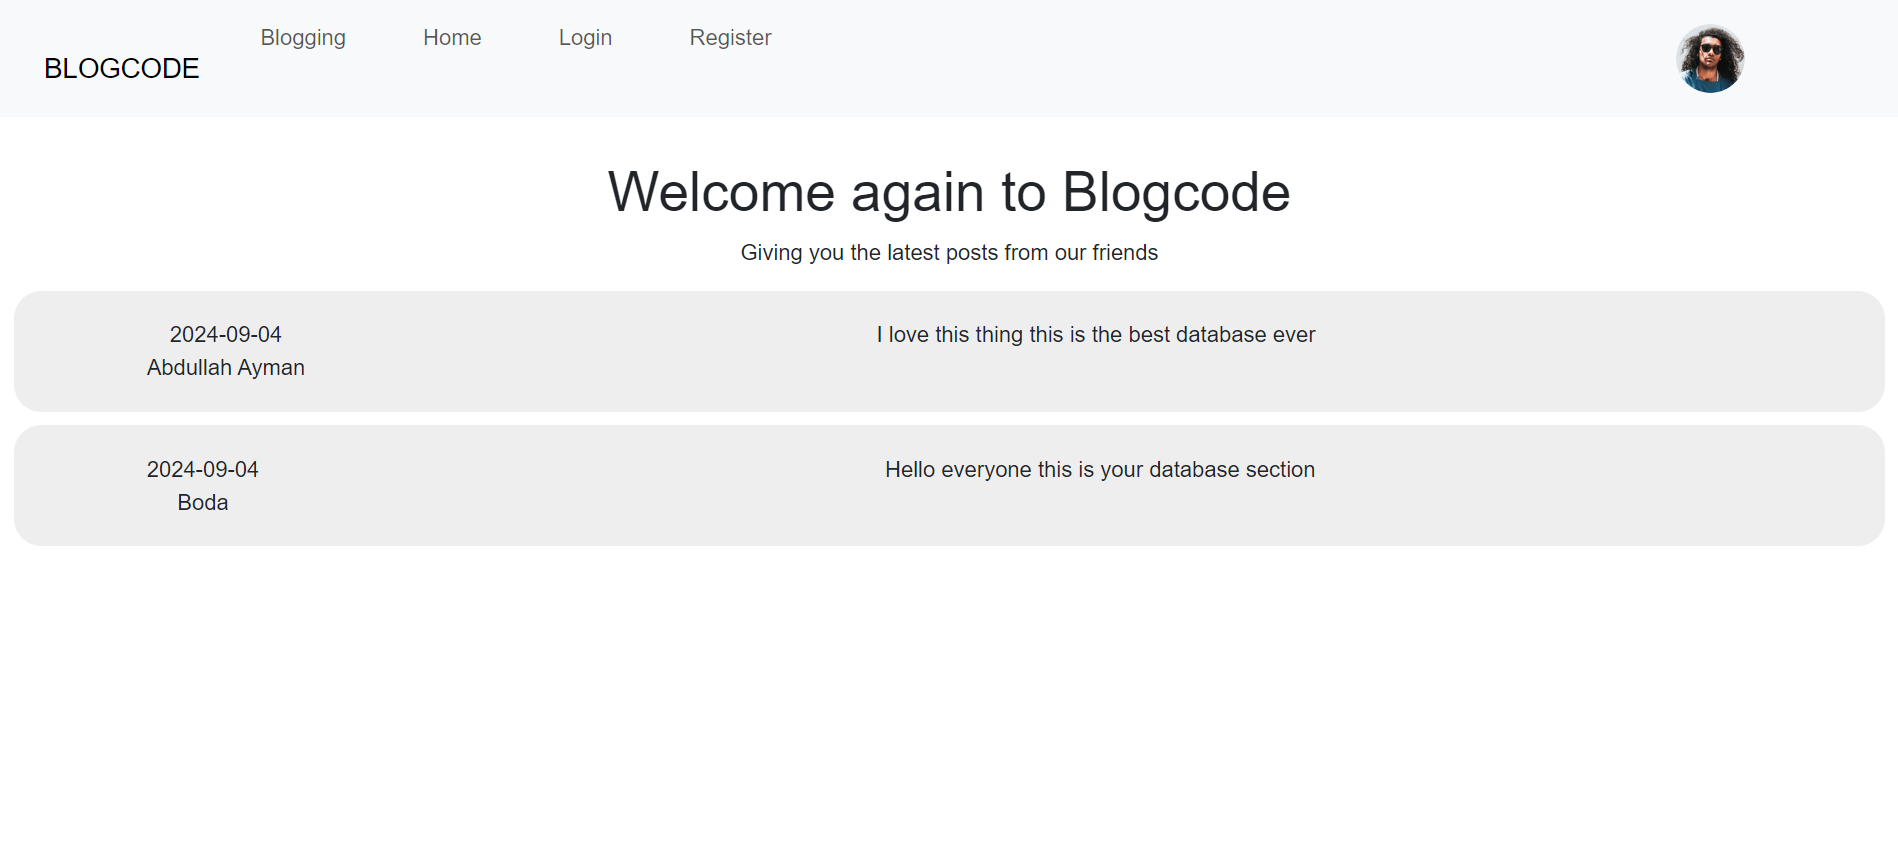 BLOGCODE
Blogging
Home
Login
Register
Welcome again to Blogcode
Giving you the latest posts from our friends
2024-09-04
Abdullah Ayman
I love this thing this is the best database ever
2024-09-04
Boda
Hello everyone this is your database section